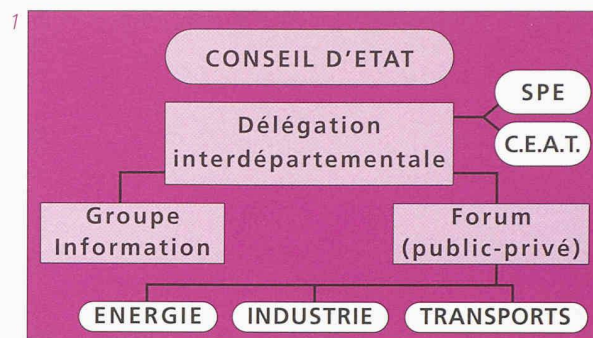 1
CONSEIL D'ETAT
SPE
Délégation
interdépartementale
C.E.A.T.
Groupe
Information
Forum
(public-privé)
ENERGIE
INDUSTRIE
TRANSPORTS